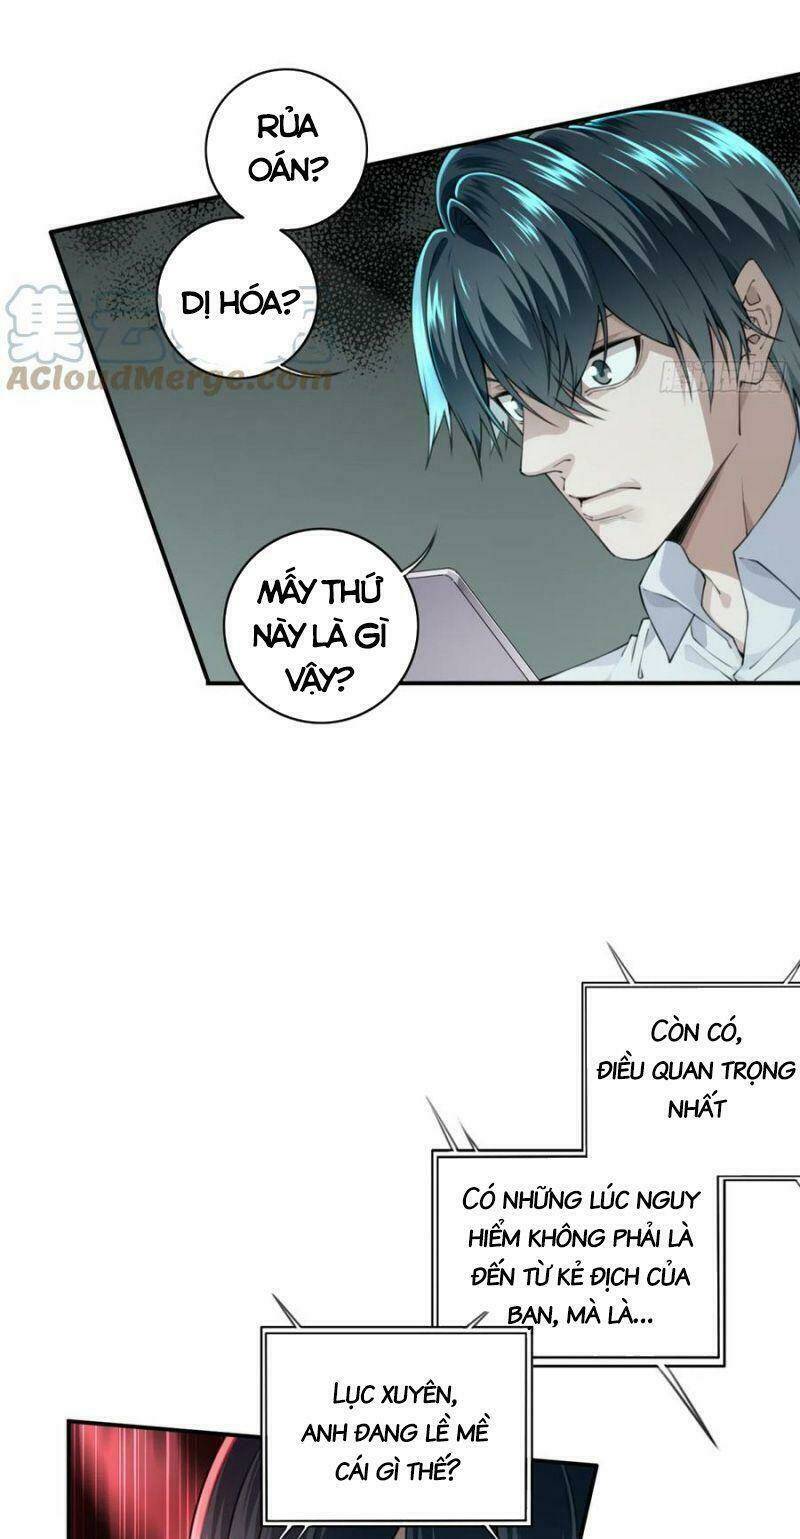 RỦA
OÁN?
DỊ HÓA?
ACloudMerge.com
MẤY THỨ
NÀY LÀ GÌ
VẬY?
CÒN CÓ,
ĐIỀU QUAN TRỌNG
NHẤT
CÓ NHỮNG LÚC NGUY
HIỂM KHÔNG PHẢI LÀ
ĐẾN TỪ KẺ ĐỊCH CỦA
BẠN, MÀ LÀ...
LỤC XUYÊN,
ANH ĐANG LỀ MỀ
CÁI GÌ THẾ?